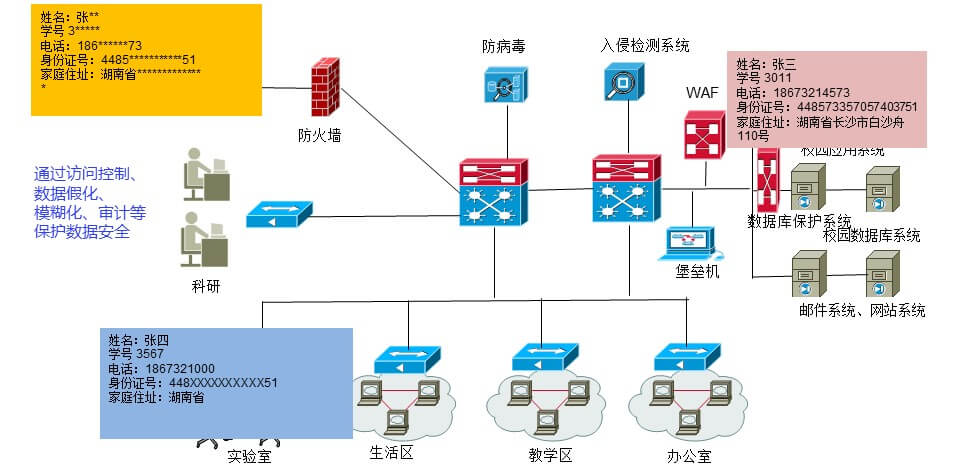 姓名：张**
学号 3*****
电话：186******73
身份证号：4485***********51
家庭住址：湖南省*************
*
防病毒
入侵检测系统
姓名：张三
学号 3011
电话：18673214573
身份证号：448573357057403751
家庭住址：湖南省长沙市白沙舟
110号
WAF
防火墙
校园应用系统
通过访问控制、
数据假化、
模糊化、审计等
保护数据安全
数据库保护系统
校园数据库系统
堡垒机
科研
邮件系统、网站系统
姓名：张四
学号 3567
电话：1867321000
身份证号：448XXXXXXXXXX51
家庭住址：湖南省
实验室
生活区
教学区
办公室